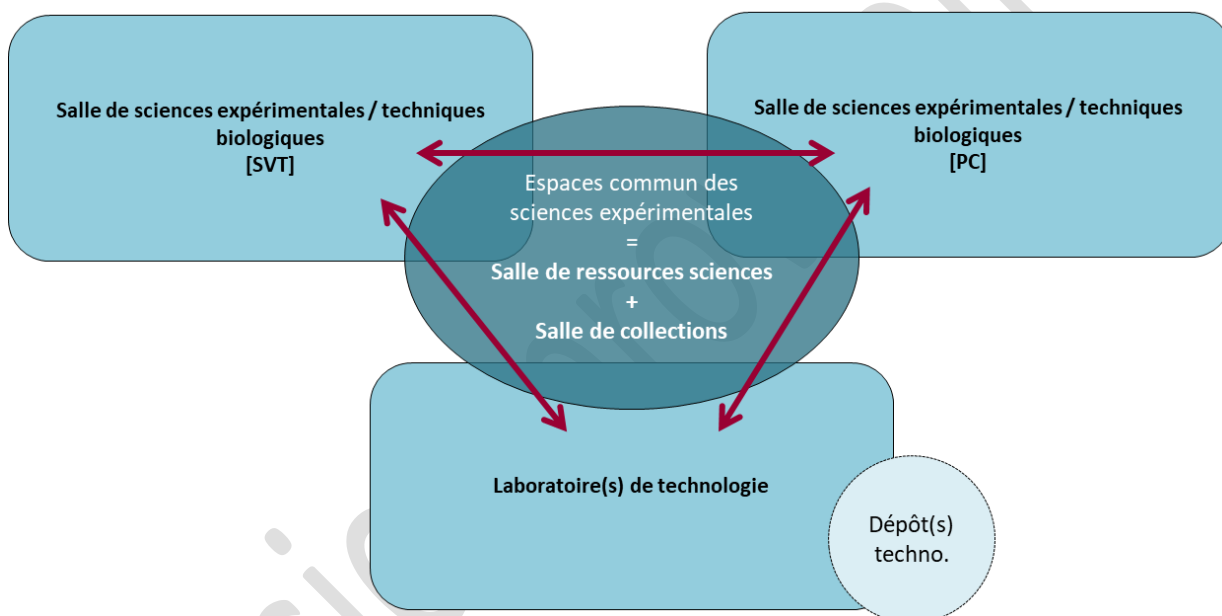 Salle de sciences expérimentales / techniques
biologiques
[SVT]
Salle de sciences expérimentales / techniques
biologiques
[PC]
Espaces commun des
sciences expérimentales
=
Salle de ressources sciences
+
Salle de collections
Laboratoire(s) de technologie
Dépôt(s)
techno.